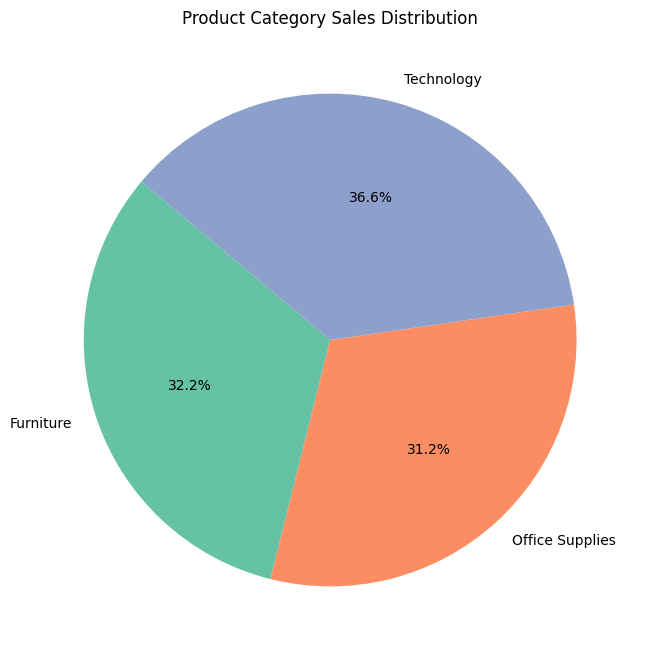 Product Category Sales Distribution
Technology
36.6%
32.2%
Furniture
31.2%
Office Supplies